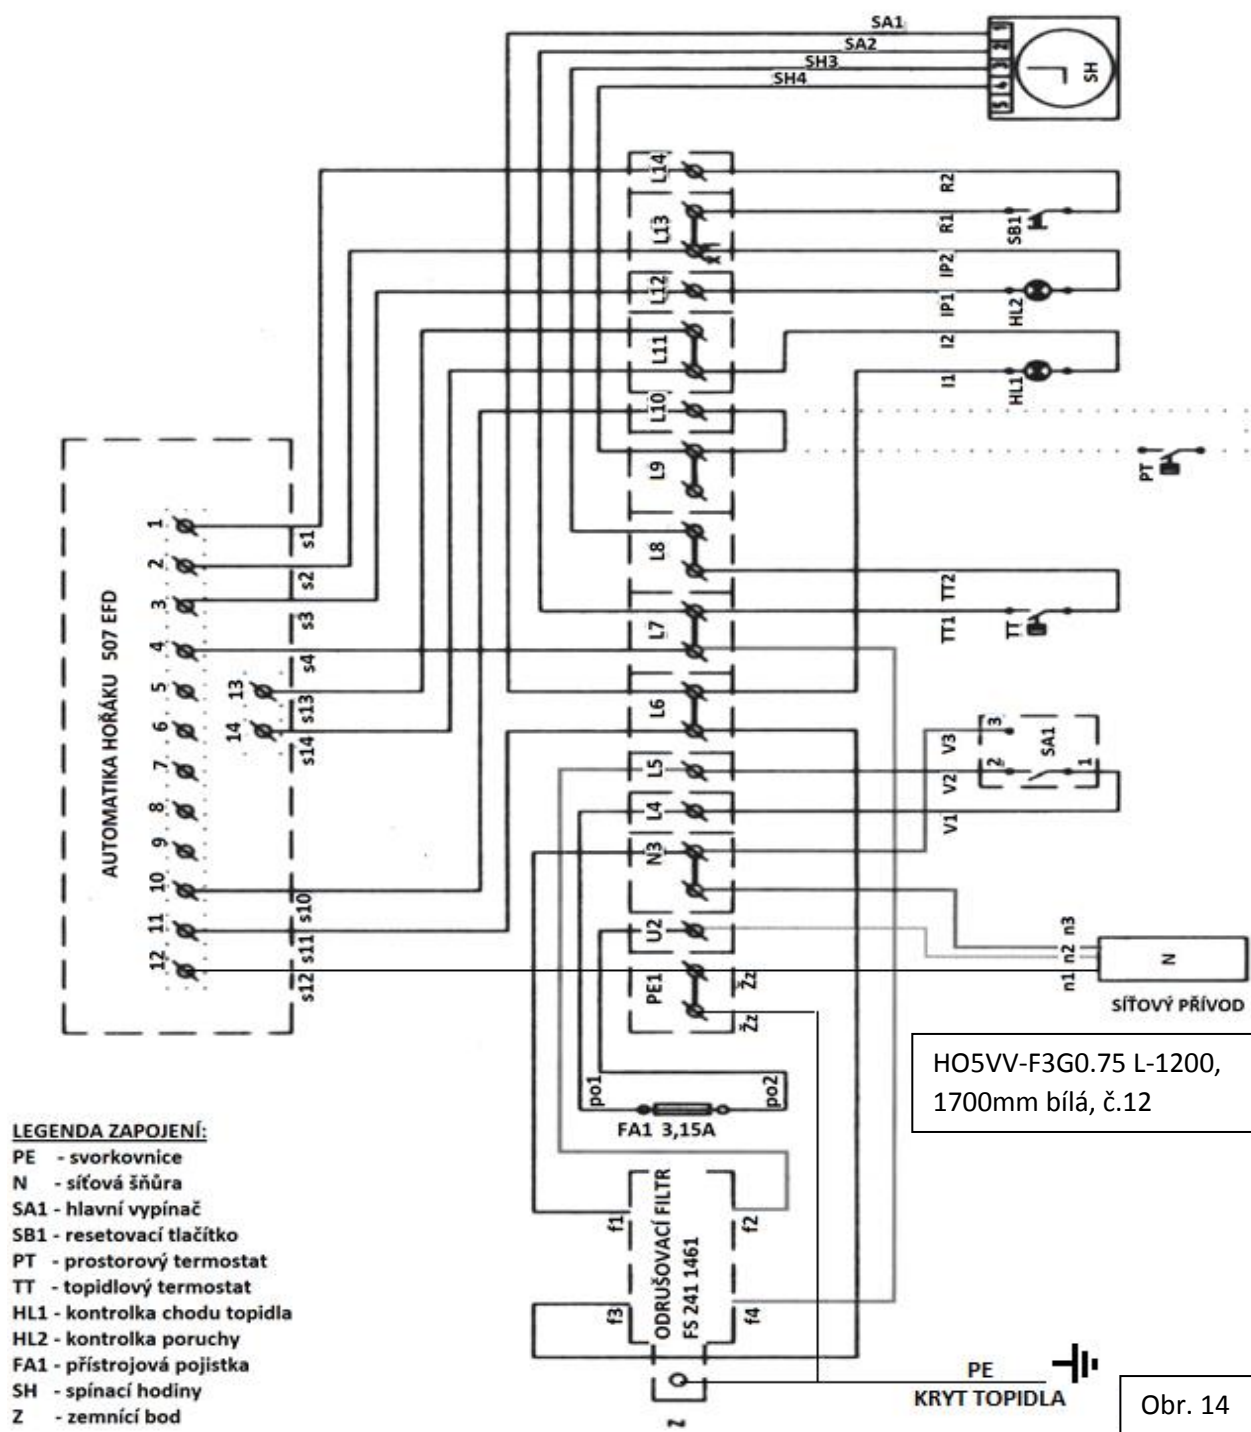 SA1
SA2
SH3
SH4
1
2
3
4
5
SH
L14
L13
L12
L11
L10
L9
L8
L7
L6
L5
L4
N3
U2
PE1
R2
R1
SB1
IP2
IP1
HL2
I2
I1
HL1
PT
TT2
TT1
TT
V3
V2
V1
3
2
1
SA1
n3
n2
n1
N
SÍŤOVÝ PŘÍVOD
AUTOMATIKA HOŘÁKU 507 EFD
1
2
3
4
5
6
7
8
9
10
11
12
13
14
s1
s2
s3
s4
s13
s14
s10
s11
s12
Žz
Žz
po1
po2
FA1 3,15A
HO5VV-F3G0.75 L-1200,
1700mm bílá, č.12
ODRUŠOVACÍ FILTR
FS 241 1461
f1
f2
f3
f4
Z
PE
KRYT TOPIDLA
LEGENDA ZAPOJENÍ:
PE - svorkovnice
N - síťová šňůra
SA1 - hlavní vypínač
SB1 - resetovací tlačítko
PT - prostorový termostat
TT - topidlový termostat
HL1 - kontrolka chodu topidla
HL2 - kontrolka poruchy
FA1 - přístrojová pojistka
SH - spínací hodiny
Z - zemnící bod
Obr. 14